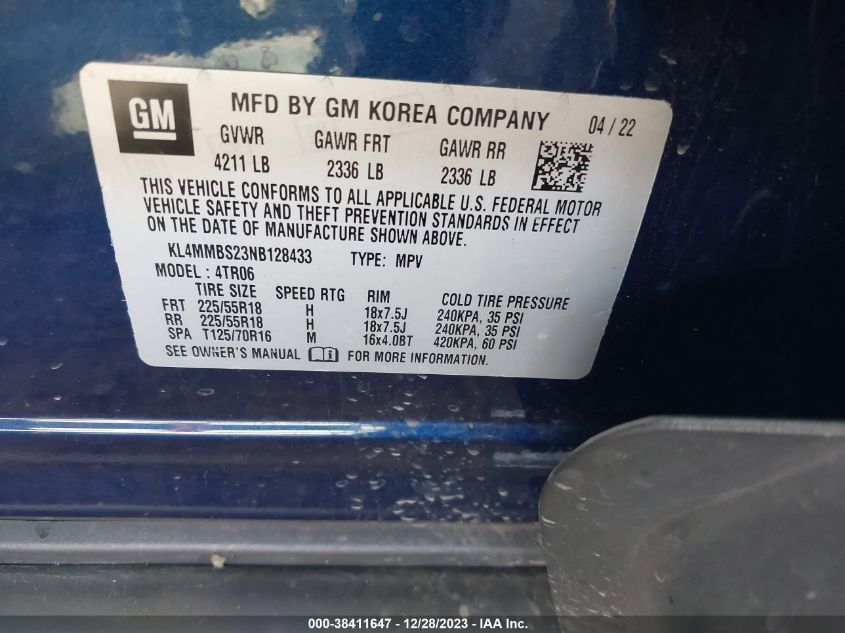 GM MFD BY GM KOREA COMPANY 04 / 22
GVWR GAWR FRT GAWR RR
4211 LB 2336 LB 2336 LB
THIS VEHICLE CONFORMS TO ALL APPLICABLE U.S. FEDERAL MOTOR
VEHICLE SAFETY AND THEFT PREVENTION STANDARDS IN EFFECT
ON THE DATE OF MANUFACTURE SHOWN ABOVE.
KL4MMBS23NB128433 TYPE: MPV
MODEL : 4TR06
TIRE SIZE SPEED RTG RIM COLD TIRE PRESSURE
FRT 225/55R18 H 18x7.5J 240KPA, 35 PSI
RR 225/55R18 H 18x7.5J 240KPA, 35 PSI
SPA T125/70R16 M 16x4.0BT 420KPA, 60 PSI
SEE OWNER'S MANUAL FOR MORE INFORMATION.
000-38411647 - 12/28/2023 - IAA Inc.